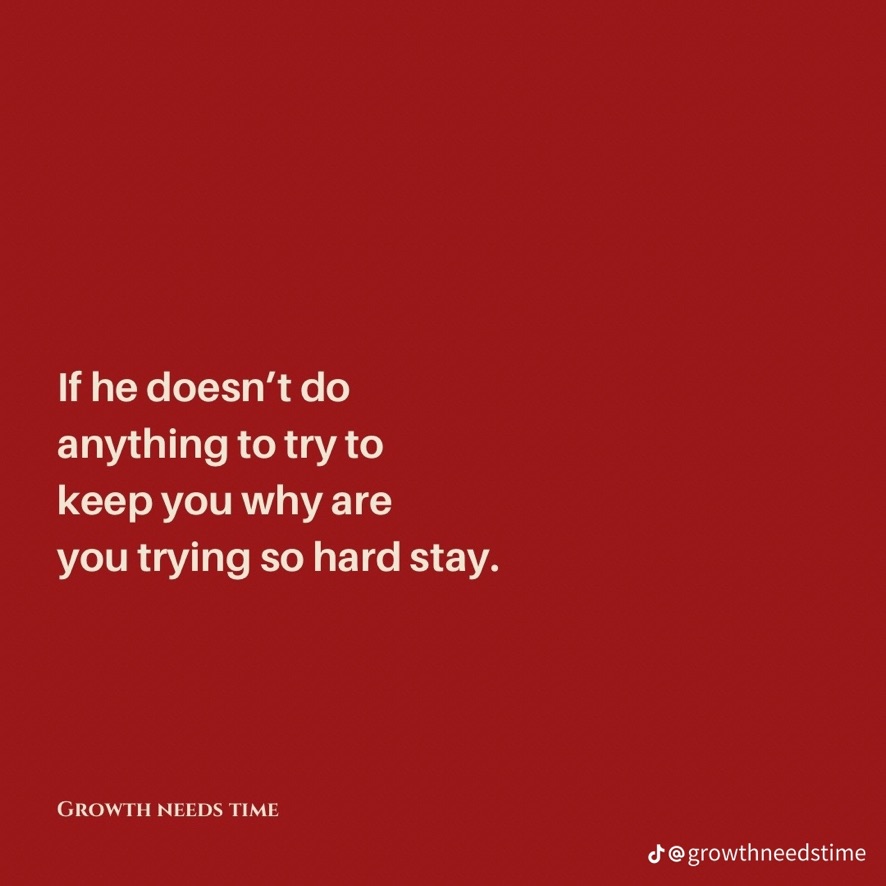 If he doesn’t do
anything to try to
keep you why are
you trying so hard stay.
GROWTH NEEDS TIME
@growthneedstime